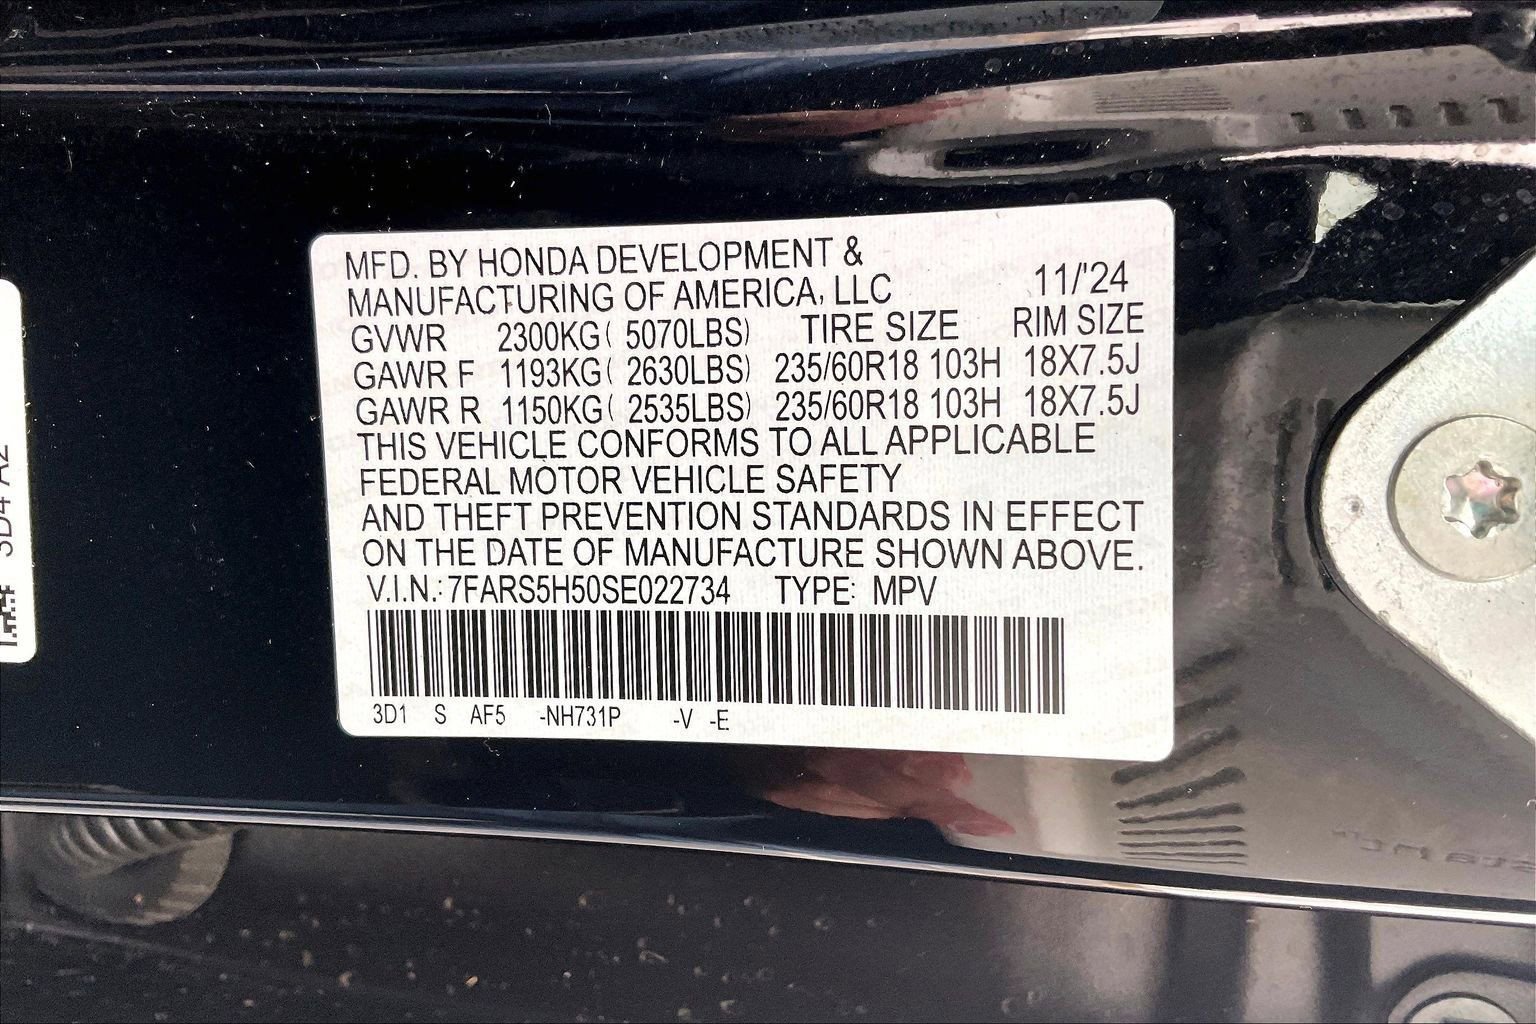 MFD. BY HONDA DEVELOPMENT &
MANUFACTURING OF AMERICA, LLC 11/'24
GVWR 2300KG( 5070LBS) TIRE SIZE RIM SIZE
GAWR F 1193KG( 2630LBS) 235/60R18 103H 18X7.5J
GAWR R 1150KG( 2535LBS) 235/60R18 103H 18X7.5J
THIS VEHICLE CONFORMS TO ALL APPLICABLE
FEDERAL MOTOR VEHICLE SAFETY
AND THEFT PREVENTION STANDARDS IN EFFECT
ON THE DATE OF MANUFACTURE SHOWN ABOVE.
V.I.N.: 7FARS5H50SE022734 TYPE: MPV
3D1 S AF5 -NH731P -V -E
3D4 A2